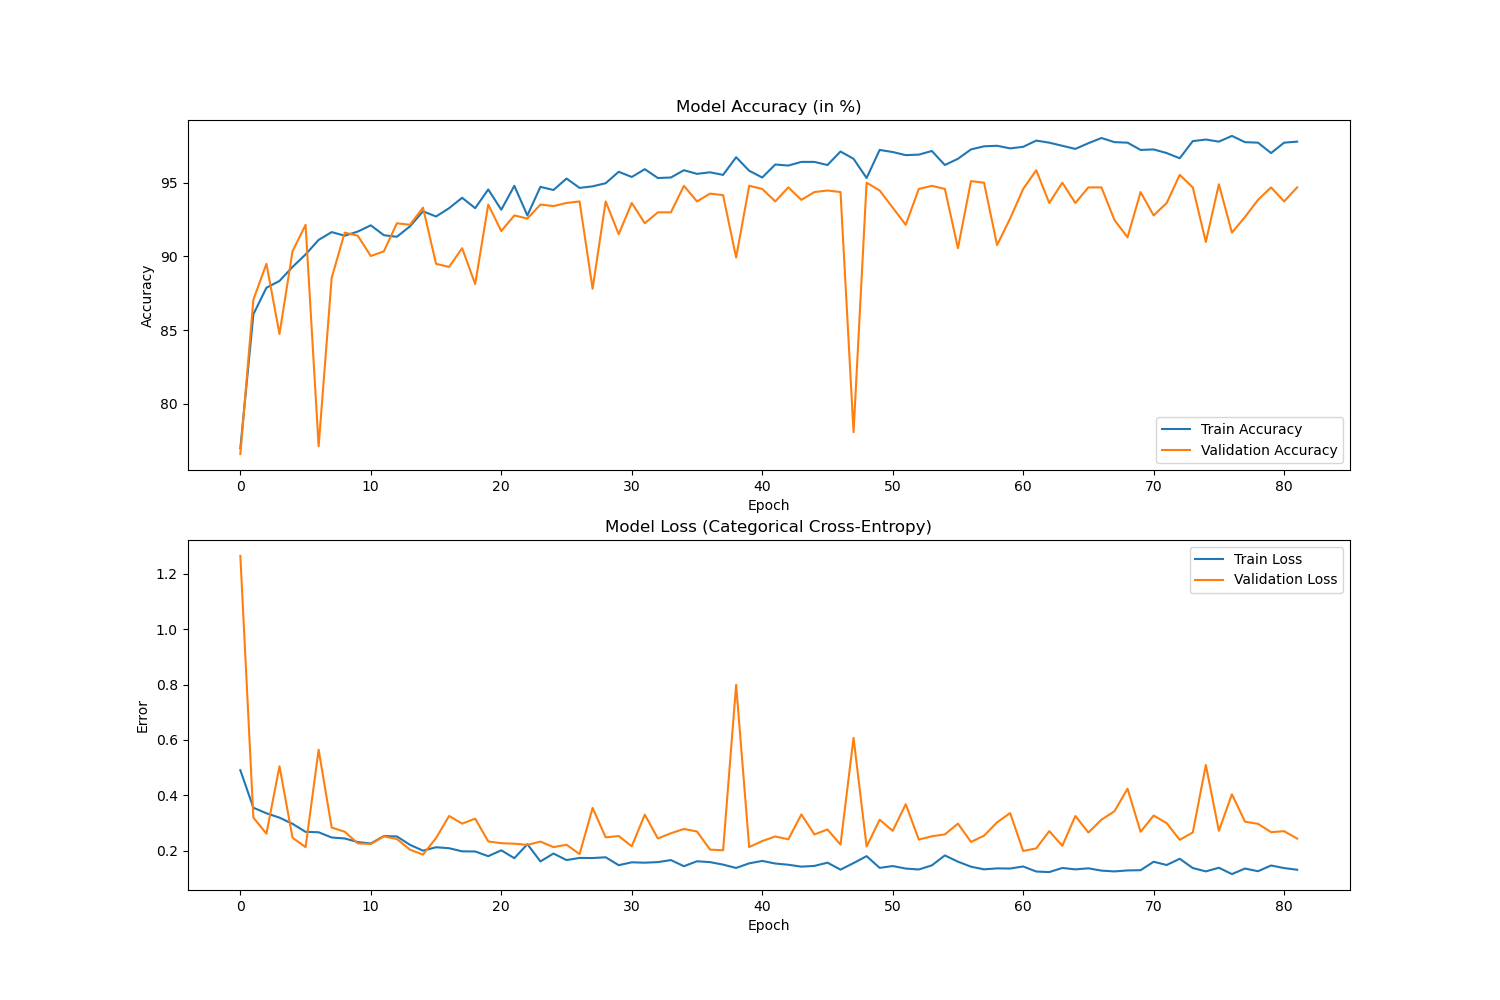 Model Accuracy (in %)
95
90
85
80
Accuracy
Train Accuracy
Validation Accuracy
0 10 20 30 40 50 60 70 80
Epoch
Model Loss (Categorical Cross-Entropy)
1.2
1.0
0.8
0.6
0.4
0.2
Error
Train Loss
Validation Loss
0 10 20 30 40 50 60 70 80
Epoch